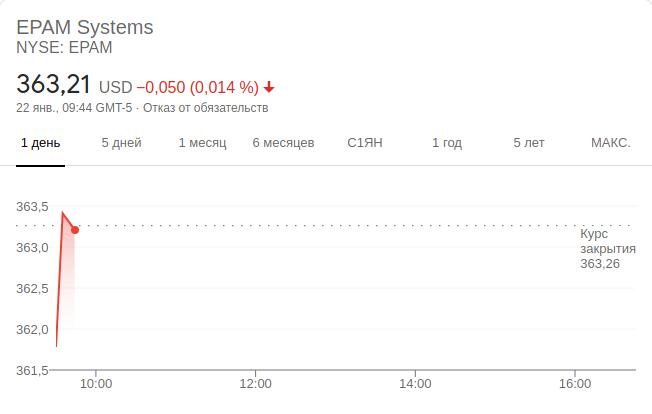 EPAM Systems
NYSE: EPAM
363,21 USD −0,050 (0,014 %)
22 янв., 09:44 GMT-5 · Отказ от обязательств
1 день 5 дней 1 месяц 6 месяцев С1ЯН 1 год 5 лет МАКС.
363,5
363,0
362,5
362,0
361,5
Курс
закрытия
363,26
10:00 12:00 14:00 16:00